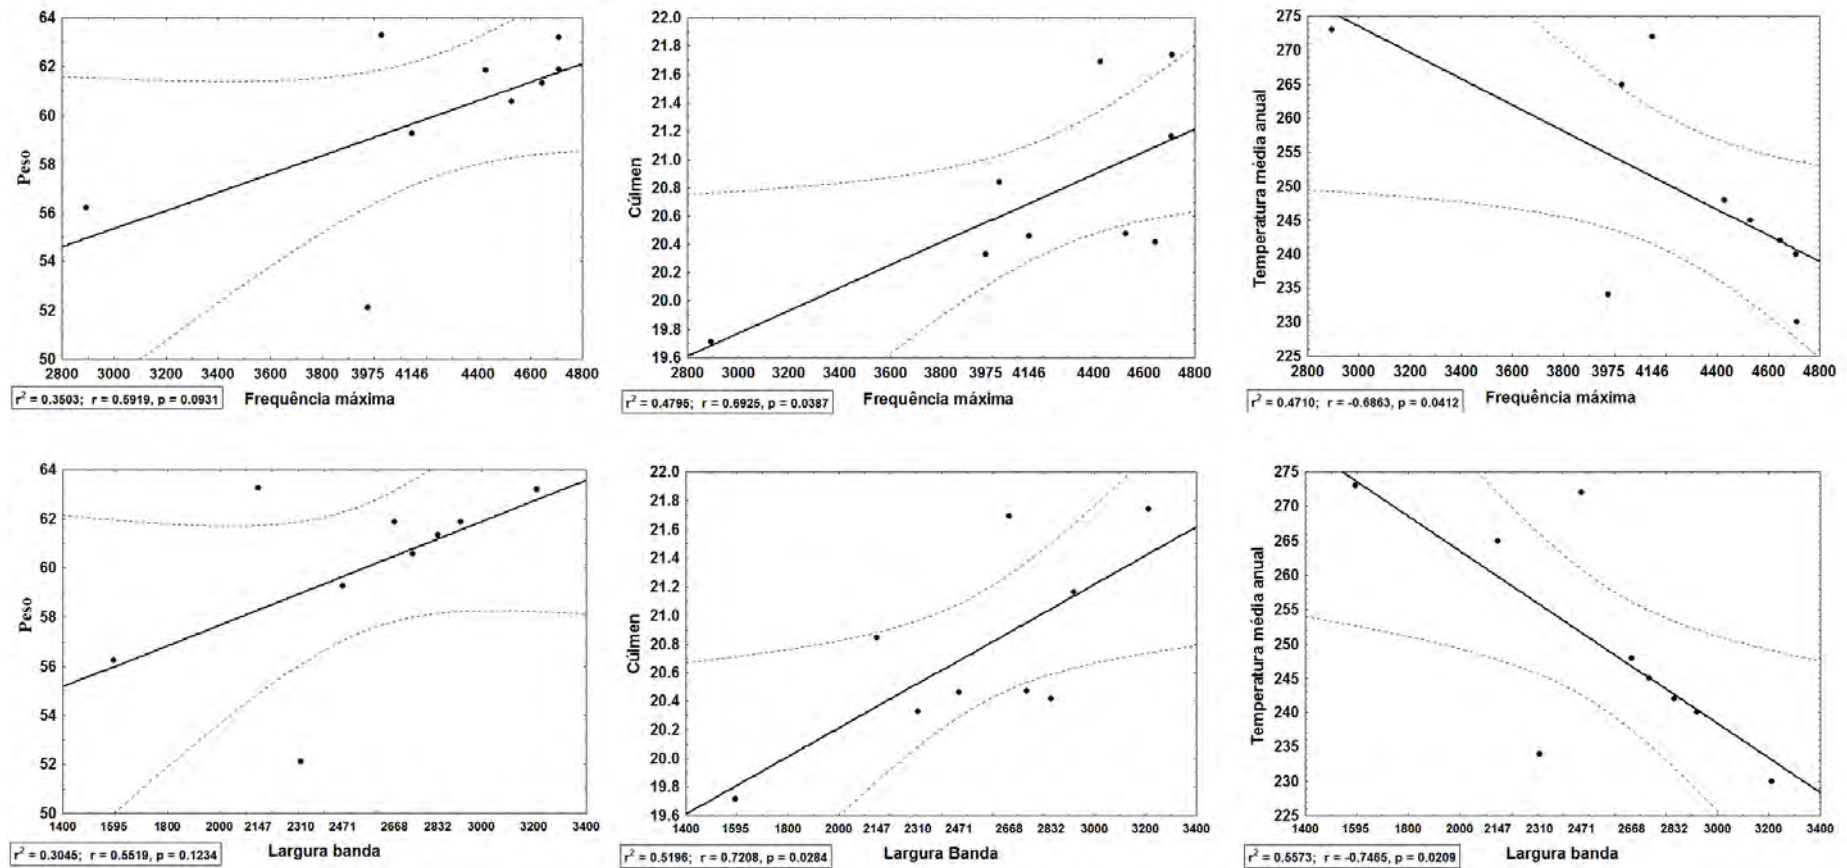 64
62
60
58
56
54
52
50
Peso
2800 3000 3400 3800 3975 4146 4400 4600 4800
r² = 0.3503; r = 0.5919, p = 0.0931
Frequência máxima
22.0
21.8
21.6
21.4
21.2
21.0
20.8
20.6
20.4
20.2
20.0
19.8
19.6
Cúlmen
2800 3000 3400 3800 3975 4146 4400 4600 4800
r² = 0.4795; r = 0.6925, p = 0.0387
Frequência máxima
275
270
265
260
255
250
245
240
235
230
225
Temperatura média anual
2800 3000 3400 3600 3800 3975 4146 4400 4600 4800
r² = 0.4710; r = -0.6863, p = 0.0412
Frequência máxima
64
62
60
58
56
54
52
50
Peso
1400 1595 1800 2000 2147 2310 2471 2668 2832 3000 3200 3400
r² = 0.3045; r = 0.5519, p = 0.1234
Largura banda
22.0
21.8
21.6
21.4
21.2
21.0
20.8
20.6
20.4
20.2
20.0
19.8
19.6
Cúlmen
1400 1595 1800 2000 2147 2310 2471 2668 2832 3000 3200 3400
r² = 0.5196; r = 0.7208, p = 0.0284
Largura Banda
275
270
265
260
255
250
245
240
235
230
225
Temperatura média anual
1400 1595 1800 2000 2147 2310 2471 2668 2832 3000 3200 3400
r² = 0.5573; r = -0.7465, p = 0.0209
Largura banda